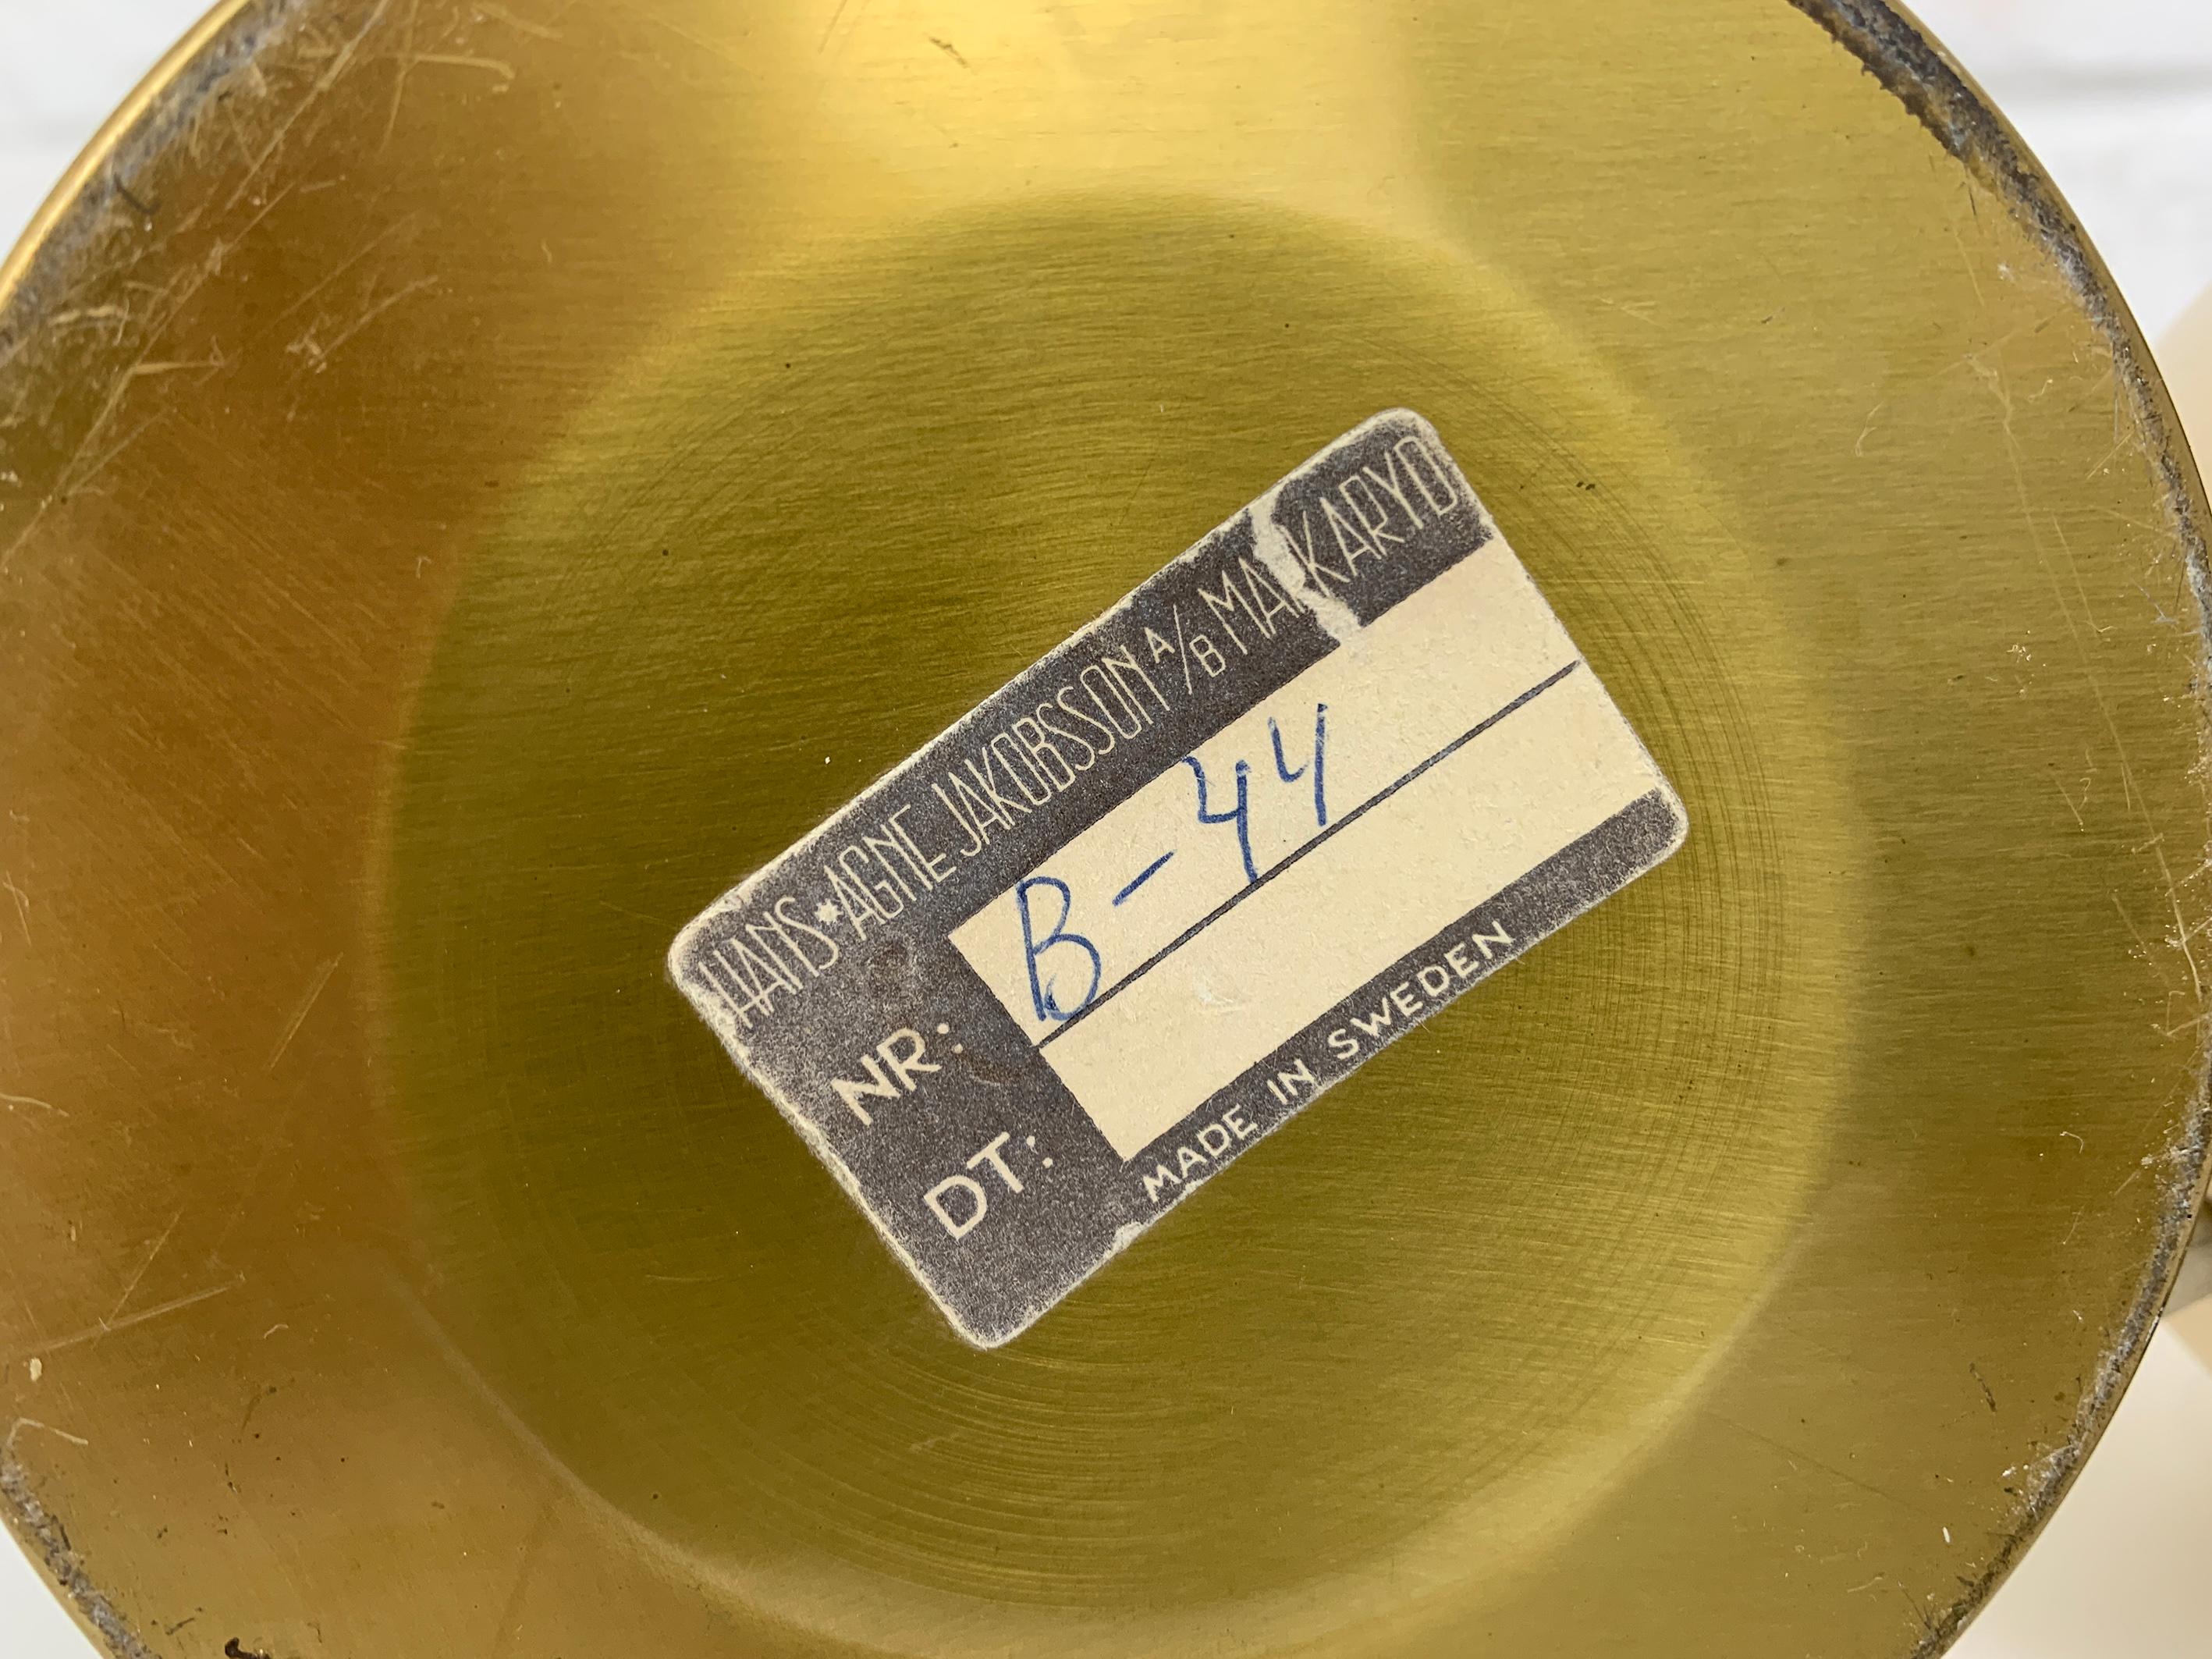 HANS*AGNE JAKOBSSON A/B MARKARYD
NR: B-44
DT:
MADE IN SWEDEN